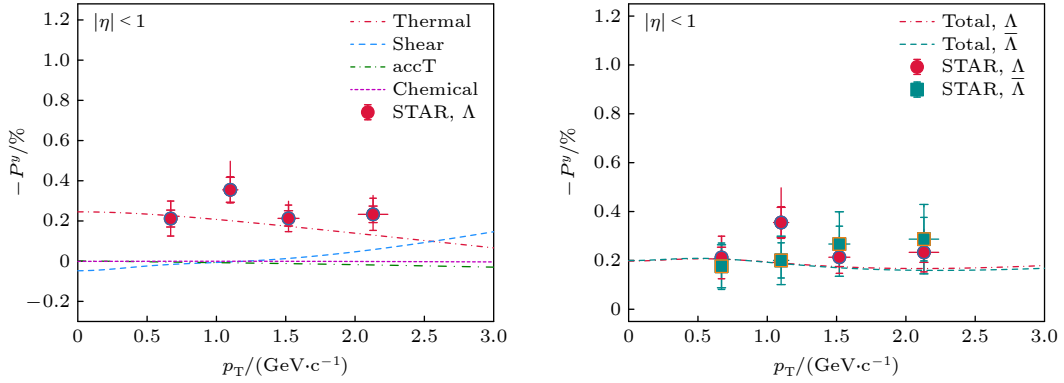 |η| < 1
Thermal
Shear
accT
Chemical
STAR, Λ
1.2
1.0
0.8
0.6
0.4
0.2
0
−0.2
−Pʸ/%
0 0.5 1.0 1.5 2.0 2.5 3.0
p_T/(GeV·c⁻¹)
|η| < 1
Total, Λ
Total, Λ̅
STAR, Λ
STAR, Λ̅
1.2
1.0
0.8
0.6
0.4
0.2
0
−Pʸ/%
0 0.5 1.0 1.5 2.0 2.5 3.0
p_T/(GeV·c⁻¹)